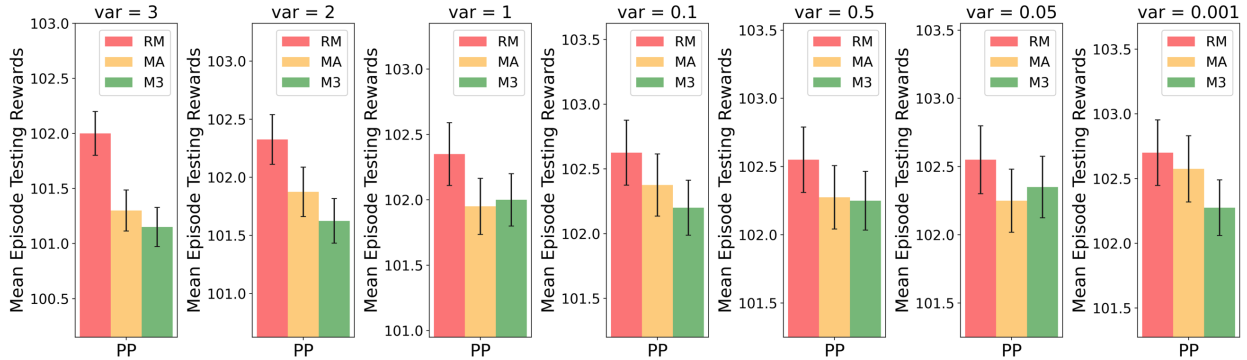 var = 3
Mean Episode Testing Rewards
103.0
102.5
102.0
101.5
101.0
100.5
RM
MA
M3
PP
var = 2
Mean Episode Testing Rewards
103.0
102.5
102.0
101.5
101.0
RM
MA
M3
PP
var = 1
Mean Episode Testing Rewards
103.0
102.5
102.0
101.5
101.0
RM
MA
M3
PP
var = 0.1
Mean Episode Testing Rewards
103.5
103.0
102.5
102.0
101.5
RM
MA
M3
PP
var = 0.5
Mean Episode Testing Rewards
103.5
103.0
102.5
102.0
101.5
RM
MA
M3
PP
var = 0.05
Mean Episode Testing Rewards
103.5
103.0
102.5
102.0
101.5
RM
MA
M3
PP
var = 0.001
Mean Episode Testing Rewards
103.5
103.0
102.5
102.0
101.5
RM
MA
M3
PP